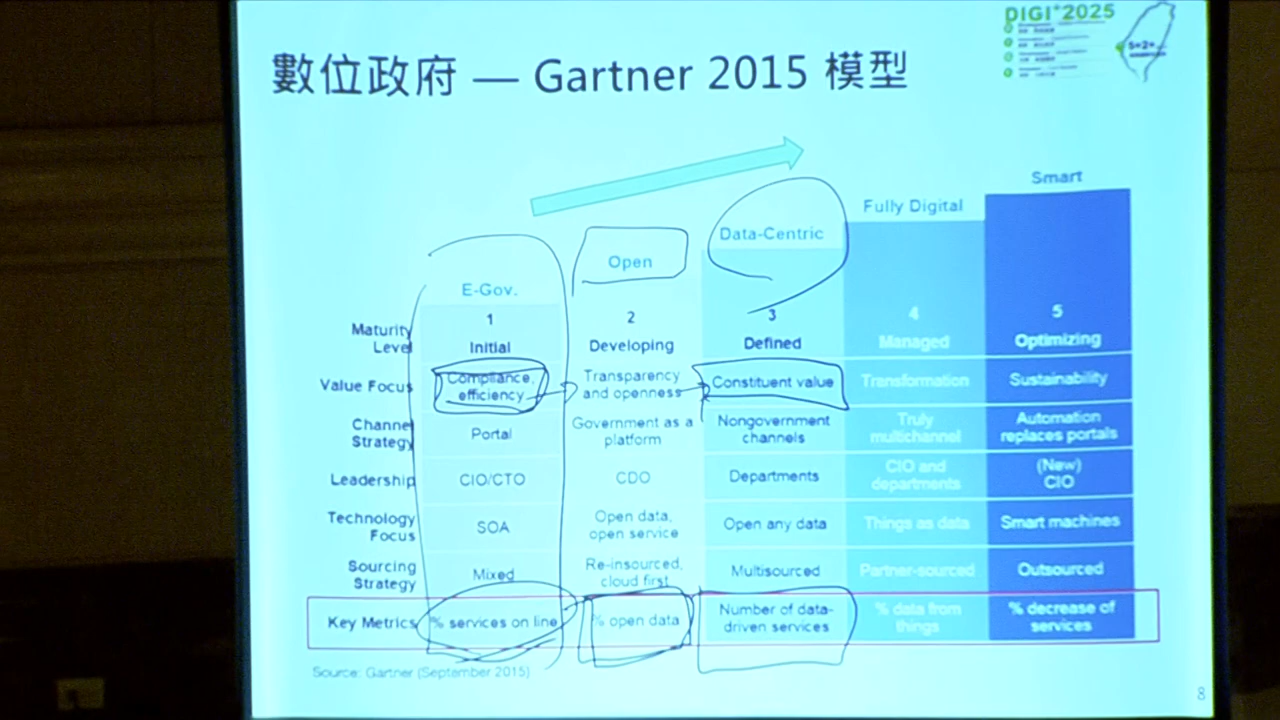 DIGI+2025
數位政府 — Gartner 2015 模型
Smart
Fully Digital
Data-Centric
Open
E-Gov.
Maturity Level 1 Initial 2 Developing 3 Defined 4 Managed 5 Optimizing
Value Focus Compliance, efficiency Transparency and openness Constituent value Transformation Sustainability
Channel Strategy Portal Government as a platform Nongovernment channels Truly multichannel Automation replaces portals
Leadership CIO/CTO CDO Departments CIO and departments (New) CIO
Technology Focus SOA Open data, open service Open any data Things as data Smart machines
Sourcing Strategy Mixed Re-insourced, cloud first Multisourced Partner-sourced Outsourced
Key Metrics % services on line % open data Number of data-driven services % data from things % decrease of services
Source: Gartner (September 2015)
8